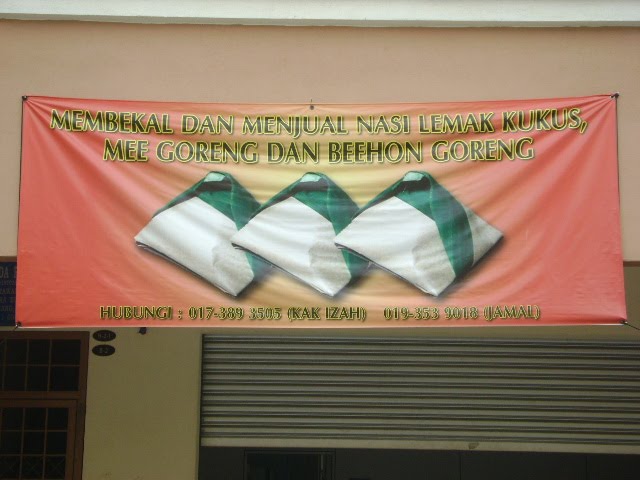 MEMBEKAL DAN MENJUAL NASI LEMAK KUKUS,
MEE GORENG DAN BEEHON GORENG
HUBUNGI : 017-389 3505 (KAK IZAH) 019-353 9018 (JAMAL)